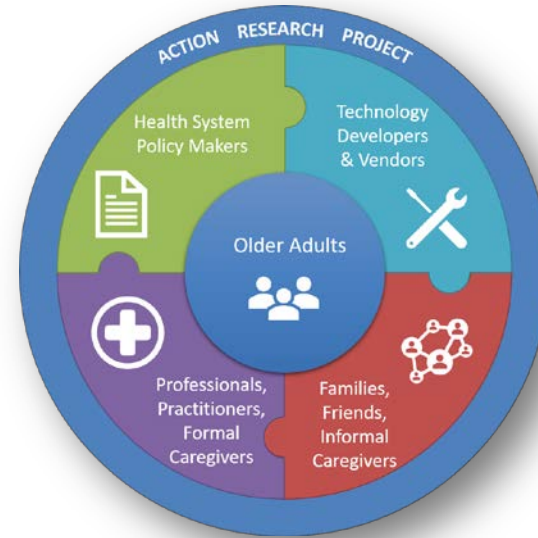 ACTION RESEARCH PROJECT
Health System
Policy Makers
Technology
Developers
& Vendors
Older Adults
Professionals,
Practitioners,
Formal
Caregivers
Families,
Friends,
Informal
Caregivers